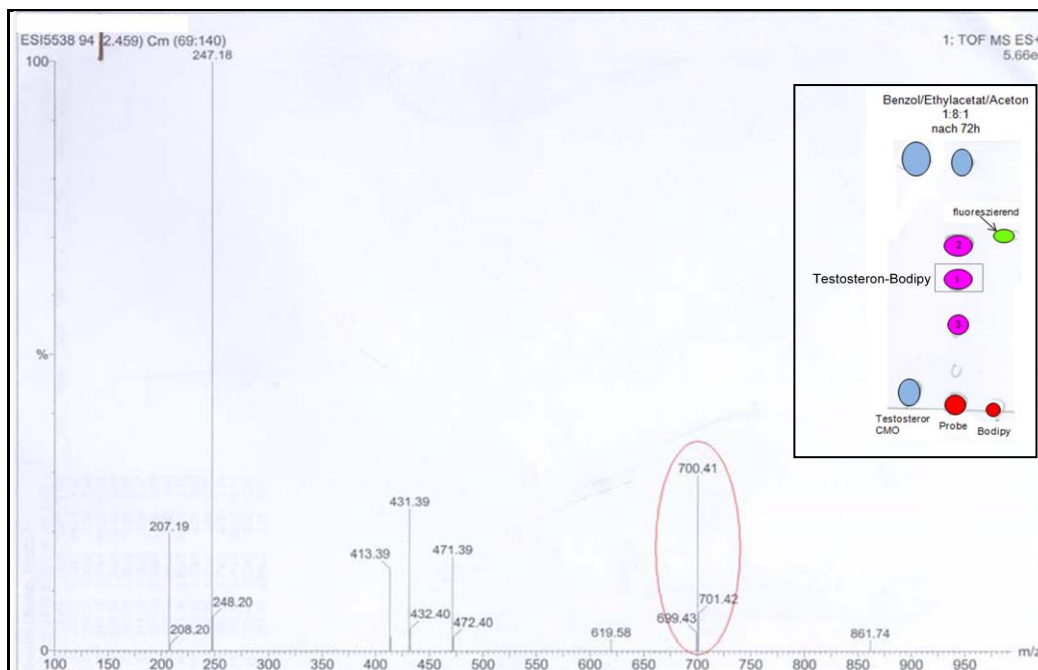 ESI5538 94 (2.459) Cm (69:140)
1: TOF MS ES+
5.66e
100
%
0
247.18
207.19
248.20
208.20
413.39
431.39
432.40
471.39
472.40
619.58
700.41
701.42
699.43
861.74
100 150 200 250 300 350 400 450 500 550 600 650 700 750 800 850 900 950 m/z
Benzol/Ethylacetat/Aceton
1:8:1
nach 72h
fluoreszierend
2
Testosteron-Bodipy
1
3
Testosteror
CMO
Probe
Bodipy